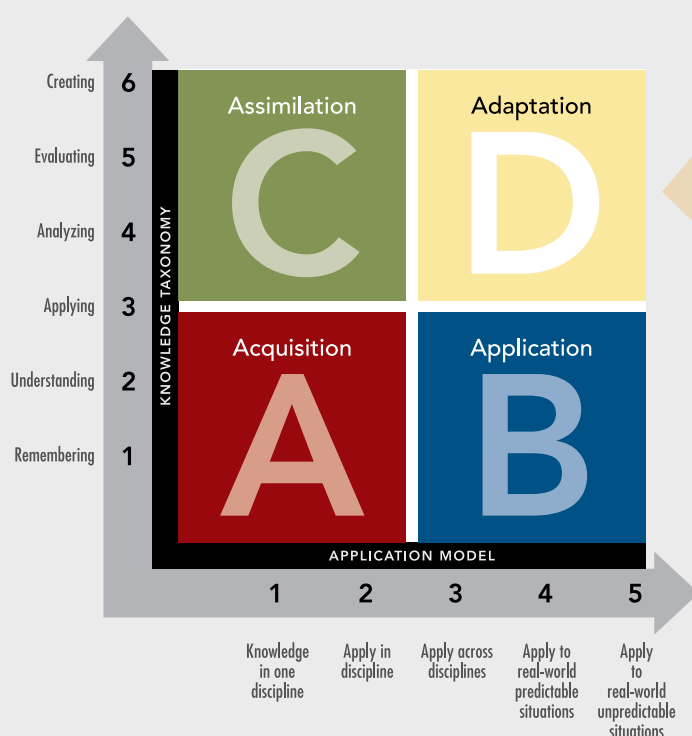 Creating 6
Evaluating 5
Analyzing 4
Applying 3
Understanding 2
Remembering 1
KNOWLEDGE TAXONOMY
Assimilation
C
Adaptation
D
Acquisition
A
Application
B
APPLICATION MODEL
1 2 3 4 5
Knowledge
in one
discipline
Apply in
discipline
Apply across
disciplines
Apply to
real-world
predictable
situations
Apply
to
real-world
unpredictable
situations